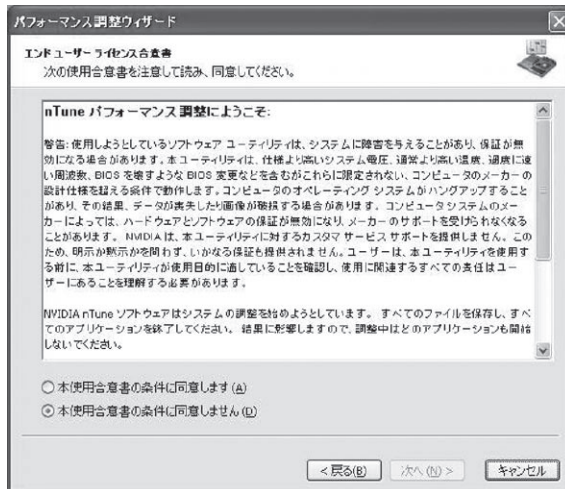 パフォーマンス調整ウィザード
エンド ユーザー ライセンス合意書
次の使用合意書を注意して読み、同意してください。
nTune パフォーマンス調整にようこそ:
警告: 使用しようとしているソフトウェア ユーティリティは、システムに障害を与えることがあり、保証が無
効になる場合があります。本ユーティリティは、仕様より高いシステム電圧、通常より高い温度、過度に速
い周波数、BIOS を壊すような BIOS 変更などを含むがこれらに限定されない、コンピュータのメーカーの
設計仕様を超える条件で動作します。コンピュータのオペレーティング システムがハングアップすること
があり、その結果、データが喪失したり画像が破損する場合があります。コンピュータシステムのメー
カーによっては、ハードウェアとソフトウェアの保証が無効になり、メーカーのサポートを受けられなくなる
ことがあります。 NVIDIA は、本ユーティリティに対するカスタマ サービス サポートを提供しません。この
ため、明示か黙示かを問わず、いかなる保証も提供されません。ユーザーは、本ユーティリティを使用す
る前に、本ユーティリティが使用目的に適していることを確認し、使用に関連するすべての責任はユー
ザーにあることを理解する必要があります。
NVIDIA nTune ソフトウェアはシステムの調整を始めようとしています。 すべてのファイルを保存し、すべ
てのアプリケーションを終了してください。 結果に影響しますので、調整中はどのアプリケーションも開始
しないでください。
本使用合意書の条件に同意します(A)
本使用合意書の条件に同意しません(D)
< 戻る(B) 次へ(N) > キャンセル